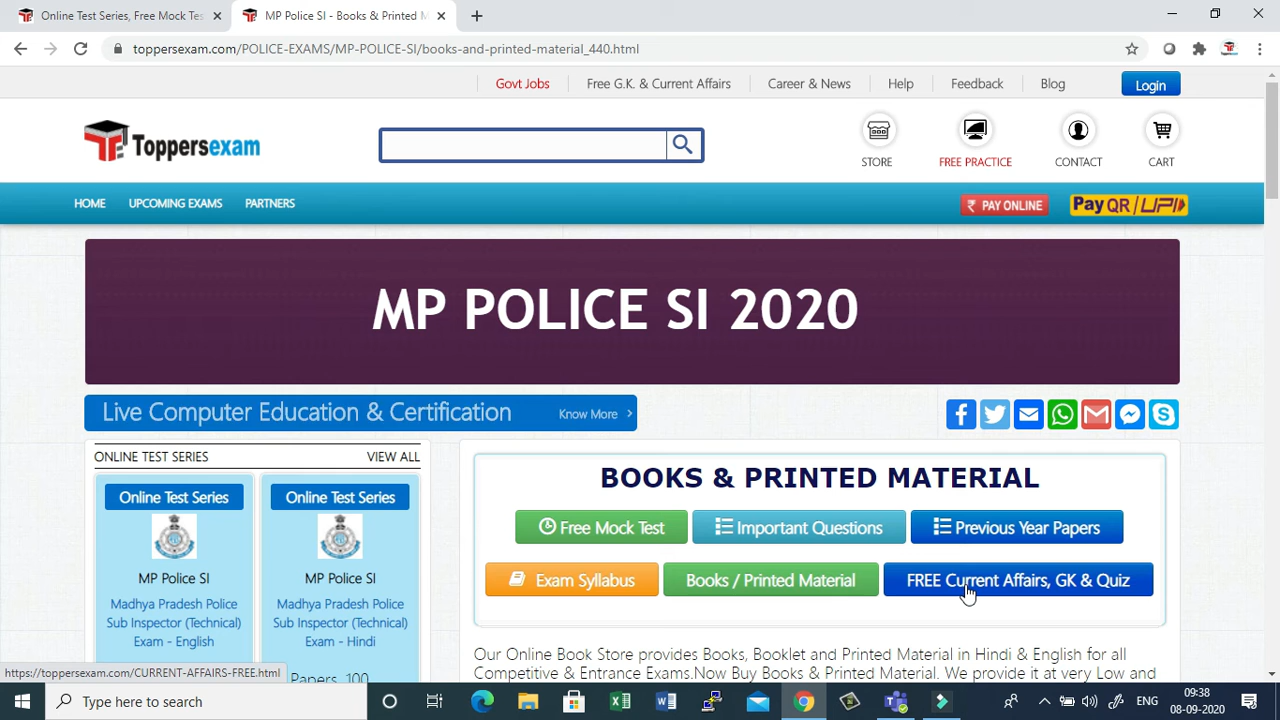 Online Test Series, Free Mock Tes
MP Police SI - Books & Printed M
toppersexam.com/POLICE-EXAMS/MP-POLICE-SI/books-and-printed-material_440.html
Govt Jobs Free G.K. & Current Affairs Career & News Help Feedback Blog Login
Toppersexam
STORE FREE PRACTICE CONTACT CART
HOME UPCOMING EXAMS PARTNERS
₹ PAY ONLINE
Pay QR/UPI
MP POLICE SI 2020
Live Computer Education & Certification Know More
ONLINE TEST SERIES VIEW ALL
Online Test Series
MP Police SI
Madhya Pradesh Police
Sub Inspector (Technical)
Exam - English
Online Test Series
MP Police SI
Madhya Pradesh Police
Sub Inspector (Technical)
Exam - Hindi
Papers 100
BOOKS & PRINTED MATERIAL
Free Mock Test Important Questions Previous Year Papers
Exam Syllabus Books / Printed Material FREE Current Affairs, GK & Quiz
Our Online Book Store provides Books, Booklet and Printed Material in Hindi & English for all
Competitive & Entrance Exams.Now Buy Books & Printed Material. We provide it at very Low and
https://toppersexam.com/CURRENT-AFFAIRS-FREE.html
Type here to search
ENG
09:38
08-09-2020